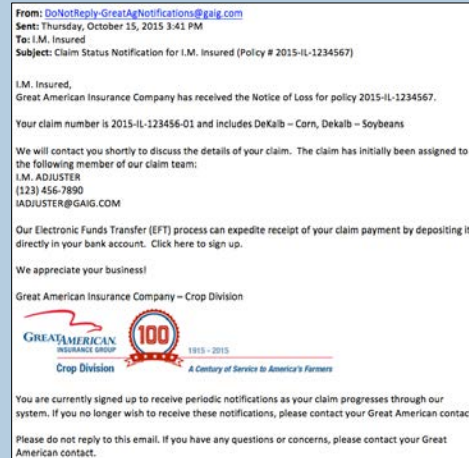 From: DoNotReply-GreatAgNotifications@gaig.com
Sent: Thursday, October 15, 2015 3:41 PM
To: I.M. Insured
Subject: Claim Status Notification for I.M. Insured (Policy # 2015-IL-1234567)
I.M. Insured,
Great American Insurance Company has received the Notice of Loss for policy 2015-IL-1234567.
Your claim number is 2015-IL-123456-01 and includes DeKalb – Corn, Dekalb – Soybeans
We will contact you shortly to discuss the details of your claim. The claim has initially been assigned to
the following member of our claim team:
I.M. ADJUSTER
(123) 456-7890
IADJUSTER@GAIG.COM
Our Electronic Funds Transfer (EFT) process can expedite receipt of your claim payment by depositing it
directly in your bank account. Click here to sign up.
We appreciate your business!
Great American Insurance Company – Crop Division
GREATAMERICAN
INSURANCE GROUP
Crop Division
100
1915 - 2015
A Century of Service to America's Farmers
You are currently signed up to receive periodic notifications as your claim progresses through our
system. If you no longer wish to receive these notifications, please contact your Great American contac
Please do not reply to this email. If you have any questions or concerns, please contact your Great
American contact.